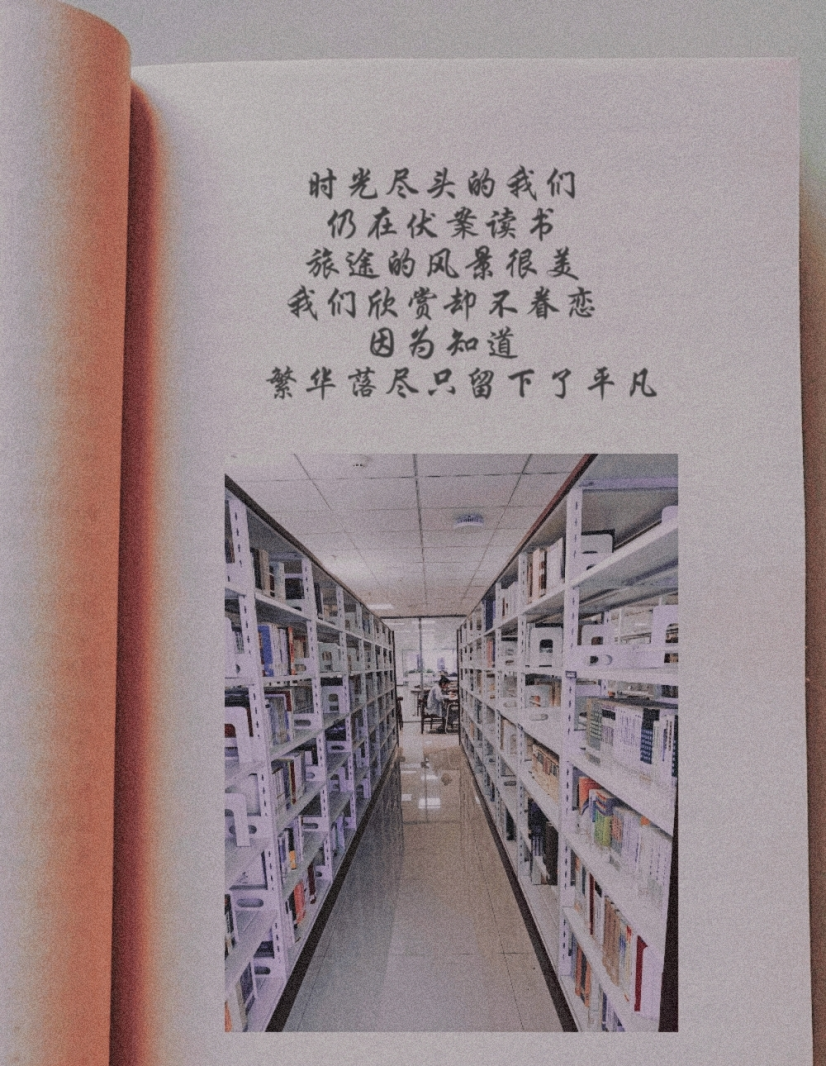 时光尽头的我们
仍在伏案读书
旅途的风景很美
我们欣赏却不眷恋
因为知道
繁华落尽只留下了平凡